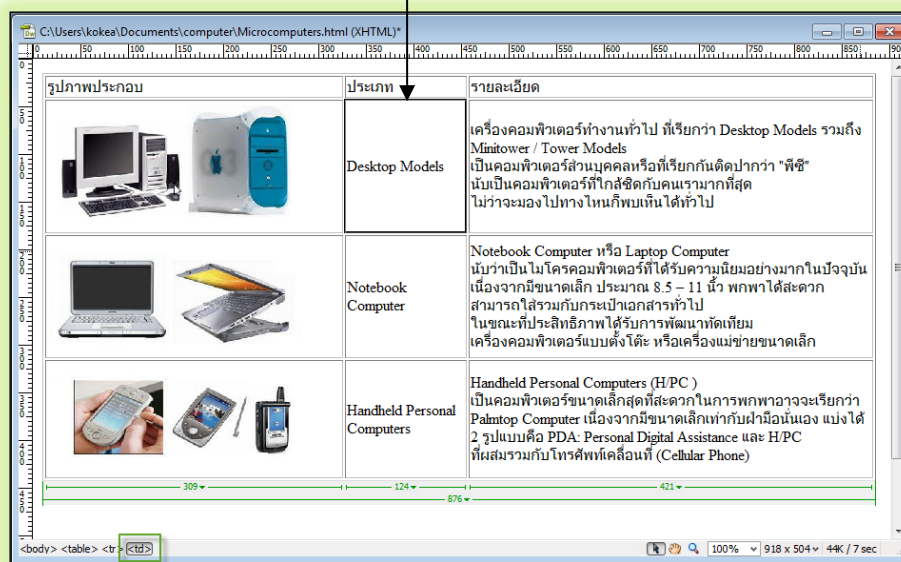 C:\Users\kokea\Documents\computer\Microcomputers.html (XHTML)*
0 50 100 150 200 250 300 350 400 450 500 550 600 650 700 750 800 850 900
รูปภาพประกอบ
ประเภท
รายละเอียด
Desktop Models
เครื่องคอมพิวเตอร์ทำงานทั่วไป ที่เรียกว่า Desktop Models รวมถึง
Minitower / Tower Models
เป็นคอมพิวเตอร์ส่วนบุคคลหรือที่เรียกกันติดปากว่า "พีซี"
นับเป็นคอมพิวเตอร์ที่ใกล้ชิดกับคนเรามากที่สุด
ไม่ว่าจะมองไปทางไหนก็พบเห็นได้ทั่วไป
Notebook
Computer
Notebook Computer หรือ Laptop Computer
นับว่าเป็นไมโครคอมพิวเตอร์ที่ได้รับความนิยมอย่างมากในปัจจุบัน
เนื่องจากมีขนาดเล็ก ประมาณ 8.5 – 11 นิ้ว พกพาได้สะดวก
สามารถใส่รวมกับกระเป๋าเอกสารทั่วไป
ในขณะที่ประสิทธิภาพได้รับการพัฒนาทัดเทียม
เครื่องคอมพิวเตอร์แบบตั้งโต๊ะ หรือเครื่องแม่ข่ายขนาดเล็ก
Handheld Personal
Computers
Handheld Personal Computers (H/PC )
เป็นคอมพิวเตอร์ขนาดเล็กสุดที่สะดวกในการพกพาอาจจะเรียกว่า
Palmtop Computer เนื่องจากมีขนาดเล็กเท่ากับฝ่ามือนั่นเอง แบ่งได้
2 รูปแบบคือ PDA: Personal Digital Assistance และ H/PC
ที่ผสมรวมกับโทรศัพท์เคลื่อนที่ (Cellular Phone)
309 124 421
876
<body> <table> <tr> <td>
100% 918 x 504 44K / 7 sec